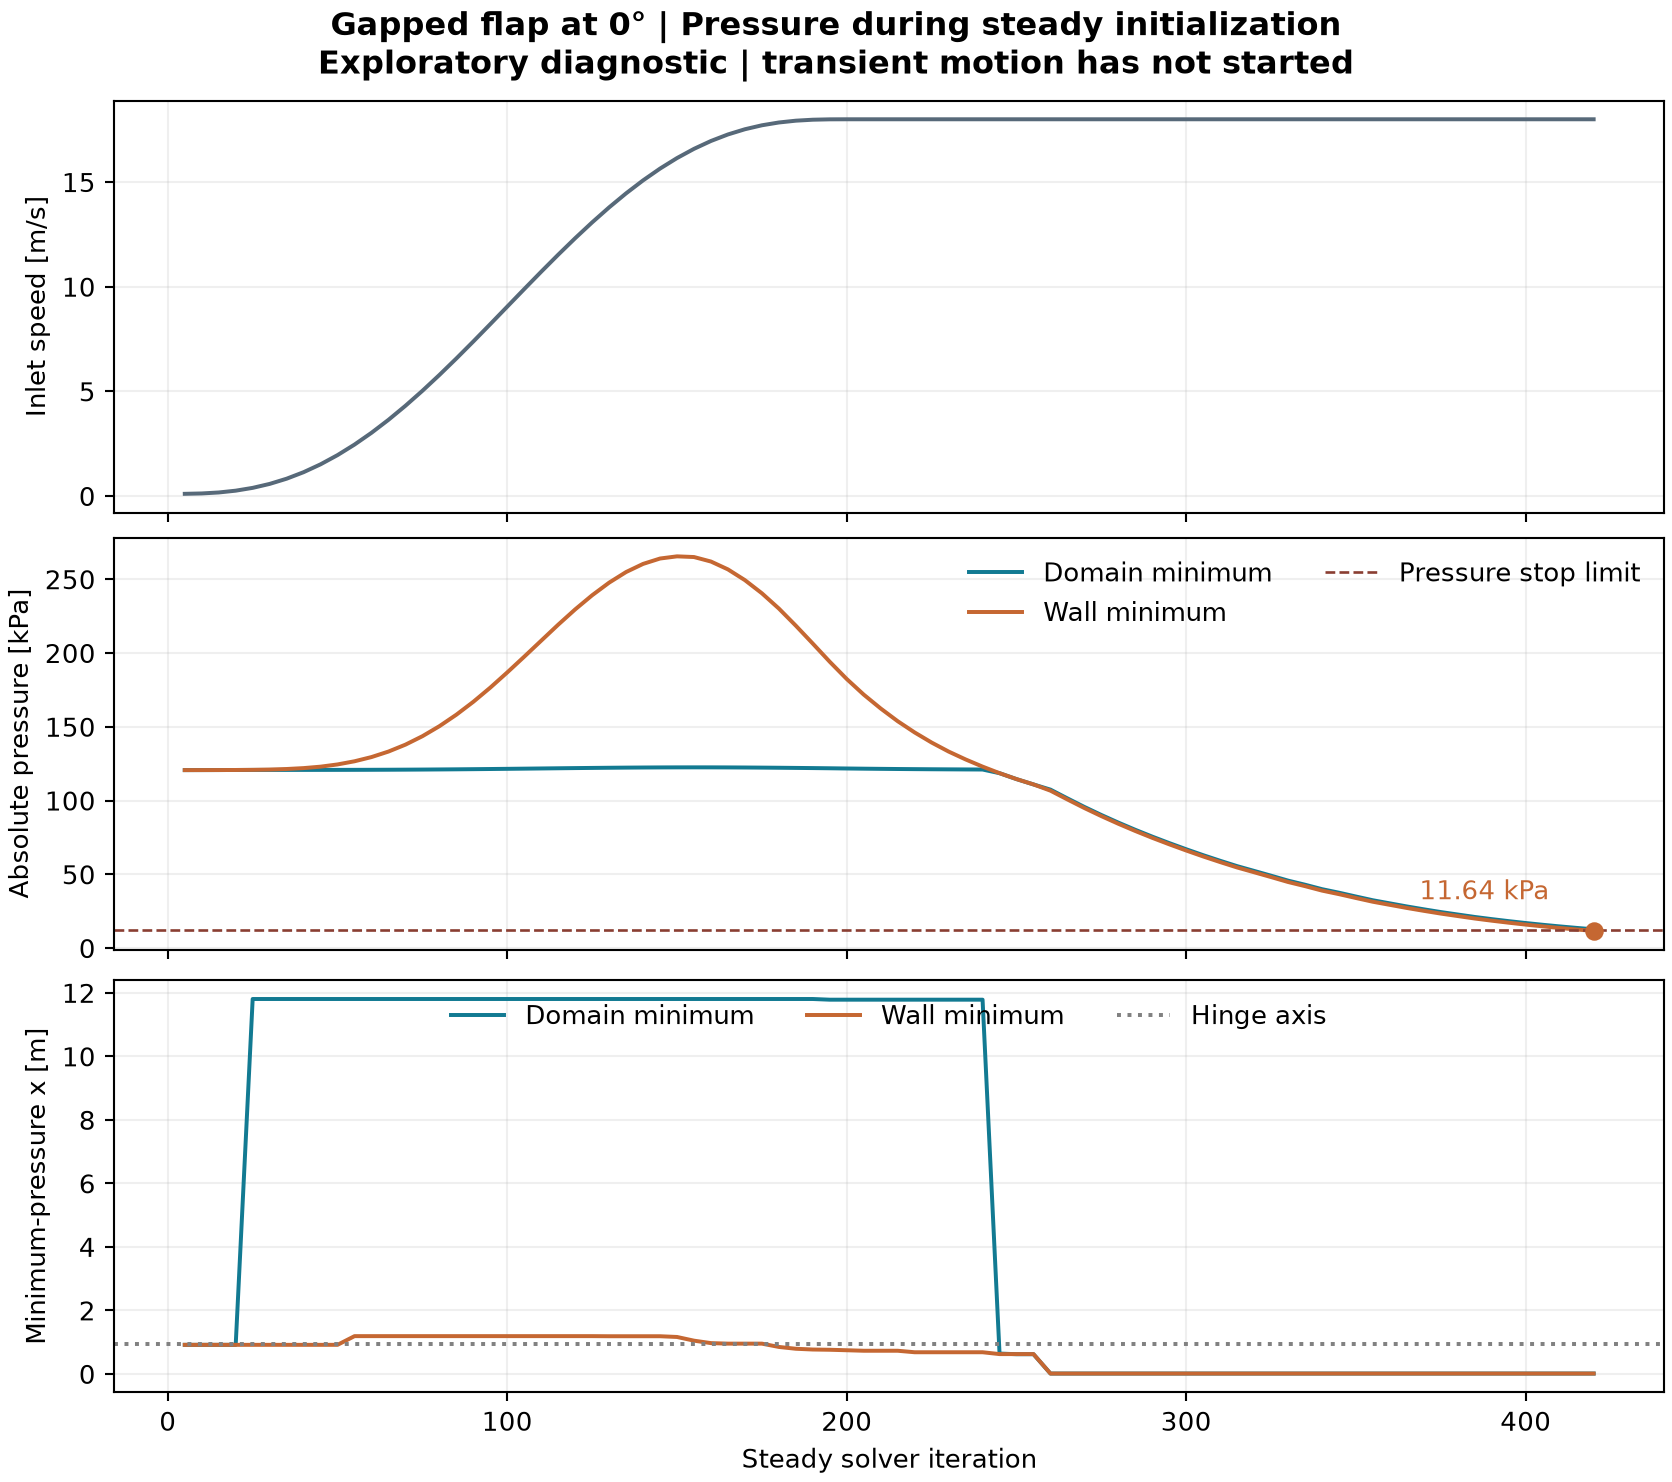 Gapped flap at 0° | Pressure during steady initialization
Exploratory diagnostic | transient motion has not started
Inlet speed [m/s]
15
10
5
0
Absolute pressure [kPa]
250
200
150
100
50
0
Domain minimum
Wall minimum
Pressure stop limit
11.64 kPa
Minimum-pressure x [m]
12
10
8
6
4
2
0
Domain minimum
Wall minimum
Hinge axis
0
100
200
300
400
Steady solver iteration